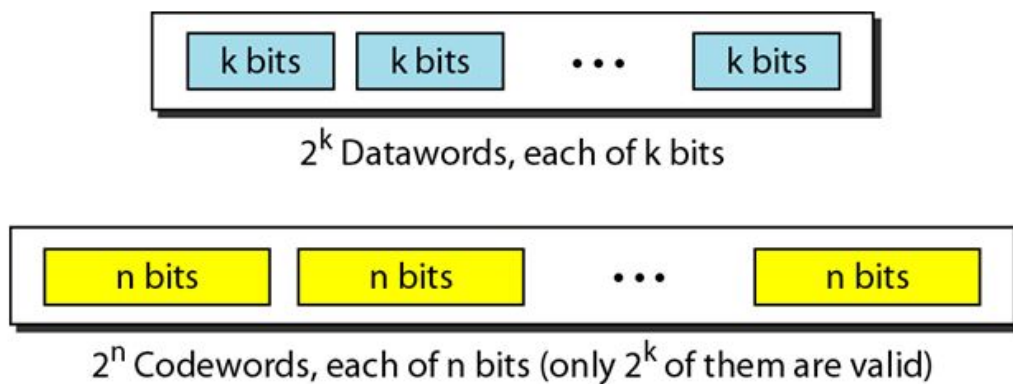 k bits k bits ... k bits
2^k Datawords, each of k bits
n bits n bits ... n bits
2^n Codewords, each of n bits (only 2^k of them are valid)